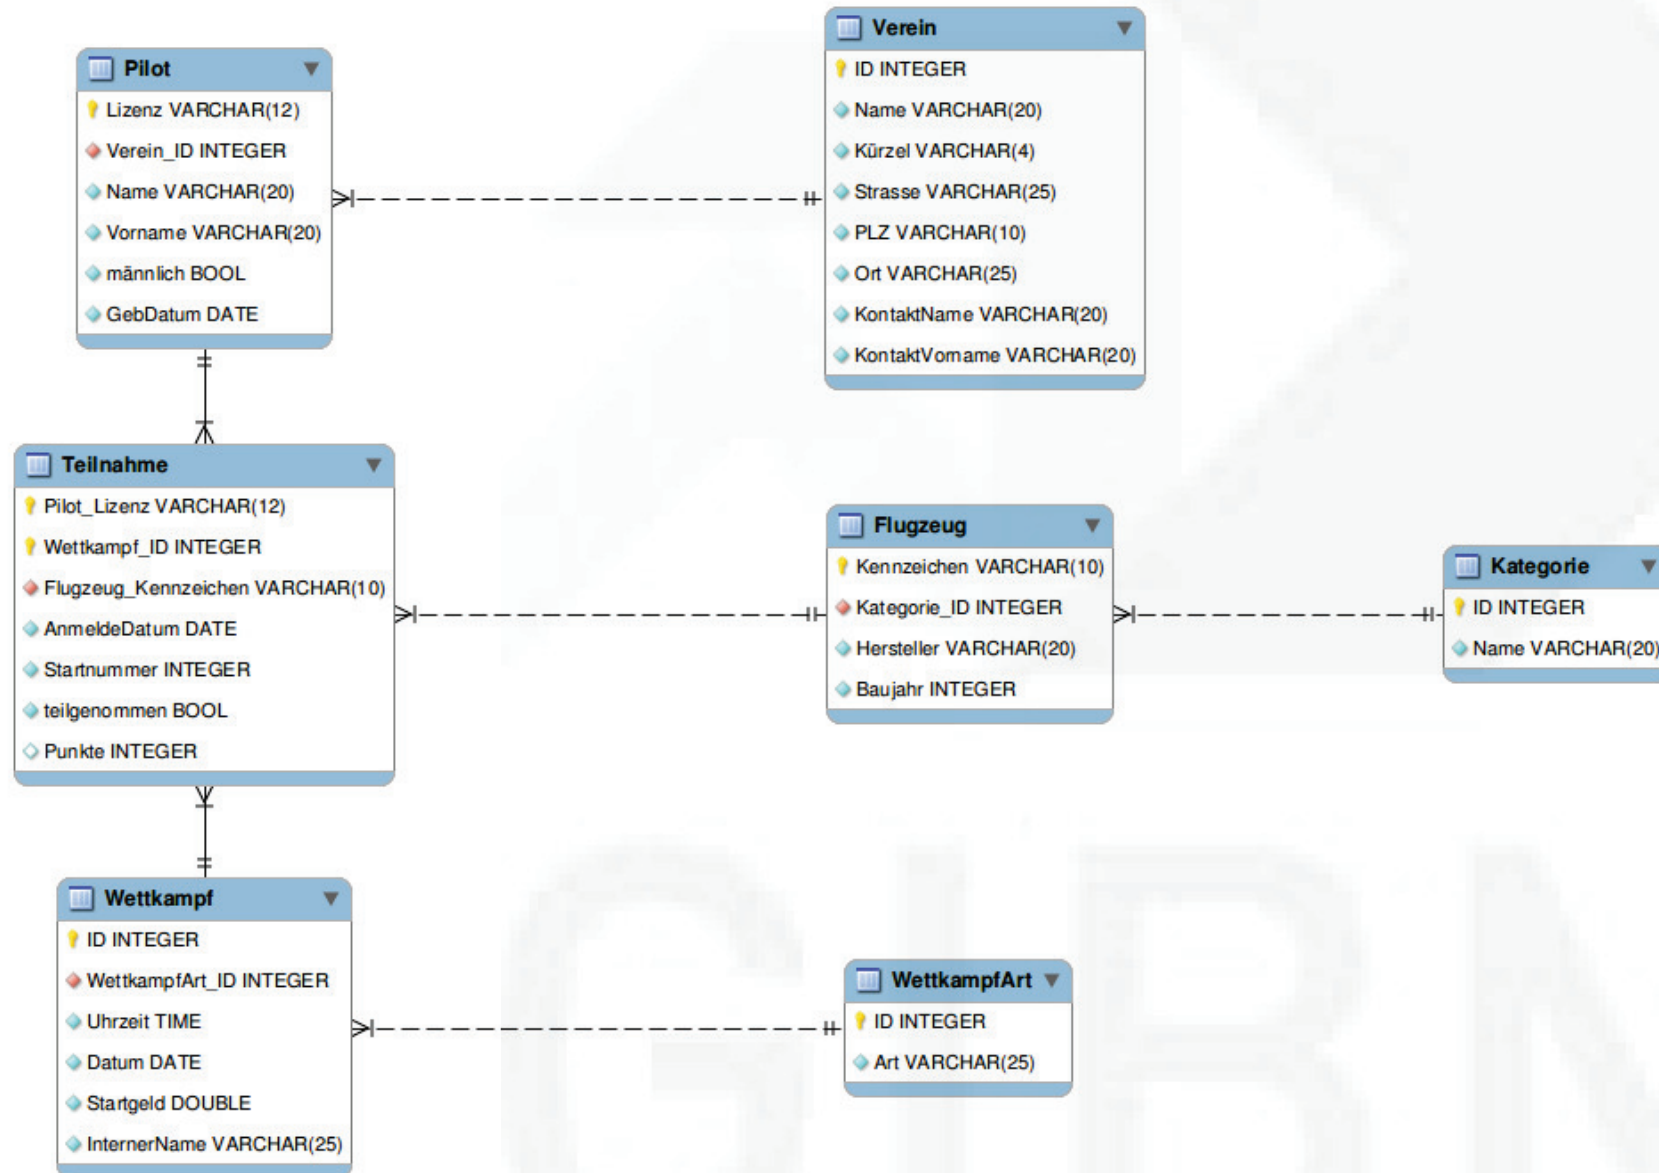 Pilot
Lizenz VARCHAR(12)
Verein_ID INTEGER
Name VARCHAR(20)
Vorname VARCHAR(20)
männlich BOOL
GebDatum DATE
Verein
ID INTEGER
Name VARCHAR(20)
Kürzel VARCHAR(4)
Strasse VARCHAR(25)
PLZ VARCHAR(10)
Ort VARCHAR(25)
KontaktName VARCHAR(20)
KontaktVorname VARCHAR(20)
Teilnahme
Pilot_Lizenz VARCHAR(12)
Wettkampf_ID INTEGER
Flugzeug_Kennzeichen VARCHAR(10)
AnmeldeDatum DATE
Startnummer INTEGER
teilgenommen BOOL
Punkte INTEGER
Flugzeug
Kennzeichen VARCHAR(10)
Kategorie_ID INTEGER
Hersteller VARCHAR(20)
Baujahr INTEGER
Kategorie
ID INTEGER
Name VARCHAR(20)
Wettkampf
ID INTEGER
WettkampfArt_ID INTEGER
Uhrzeit TIME
Datum DATE
Startgeld DOUBLE
InternerName VARCHAR(25)
WettkampfArt
ID INTEGER
Art VARCHAR(25)